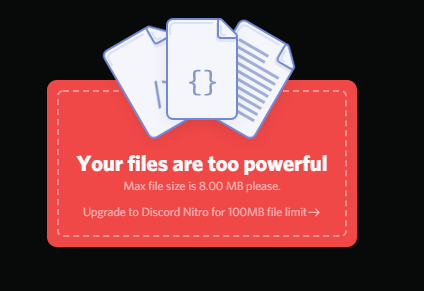 {}
Your files are too powerful
Max file size is 8.00 MB please.
Upgrade to Discord Nitro for 100MB file limit→